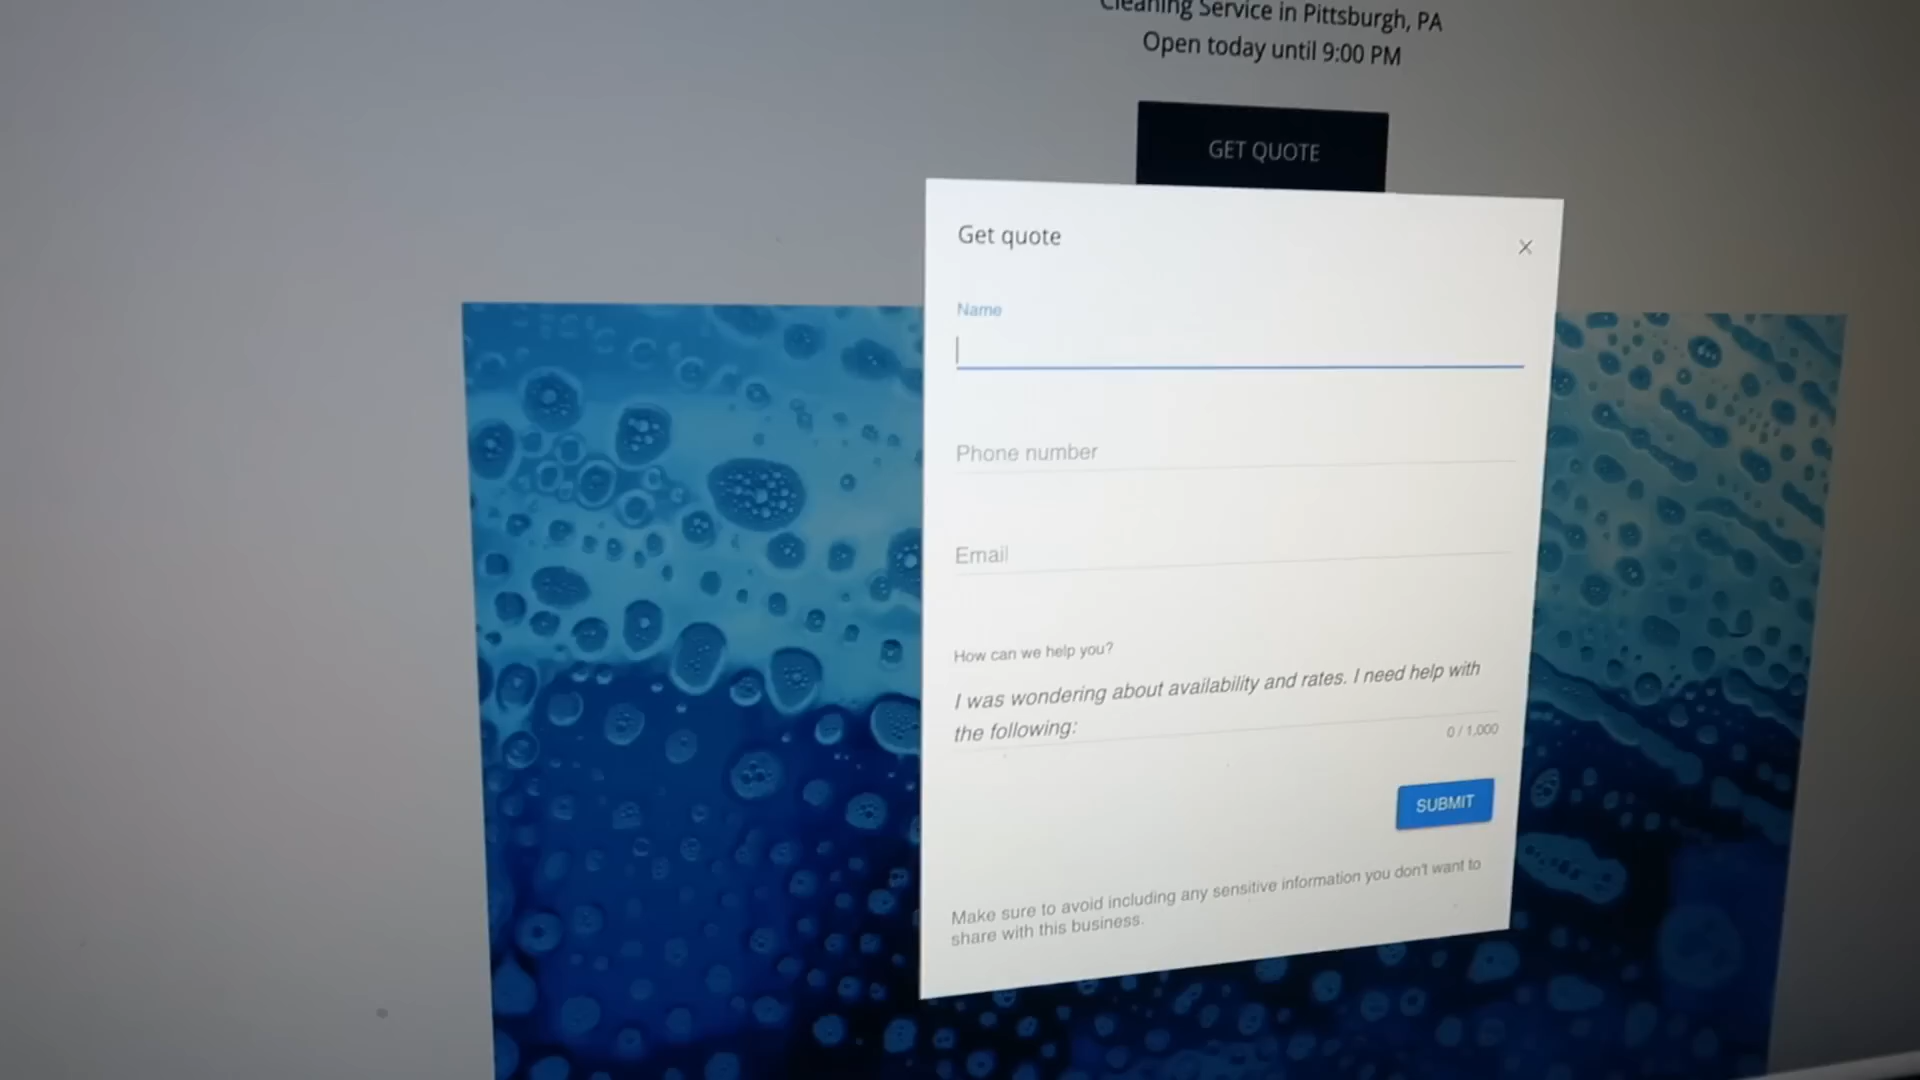 Cleaning Service in Pittsburgh, PA
Open today until 9:00 PM
GET QUOTE
Get quote
Name
Phone number
Email
How can we help you?
I was wondering about availability and rates. I need help with
the following:
0 / 1,000
SUBMIT
Make sure to avoid including any sensitive information you don't want to
share with this business.